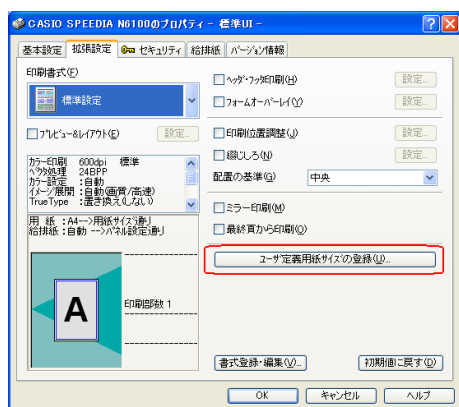 CASIO SPEEDIA N6100のプロパティ - 標準UI -
基本設定 拡張設定 セキュリティ 給排紙 バージョン情報
印刷書式(F)
標準設定
プレビュー&レイアウト(E) 設定...
カラー印刷 600dpi 標準
ベタ処理 24BPP
カラー設定 :自動
イメージ展開 :自動(画質/高速)
TrueType :置き換え(しない)
用 紙 :A4-->用紙サイズ通り
給排紙 :自動 -->パネル設定通り
A
印刷部数 1
ヘッダ・フッタ印刷(H) 設定...
フォームオーバーレイ(Y) 設定...
印刷位置調整(J) 設定...
綴じしろ(N) 設定...
配置の基準(G) 中央
ミラー印刷(M)
最終頁から印刷(O)
ユーザ定義用紙サイズの登録(U)...
書式登録・編集(V)... 初期値に戻す(D)
OK キャンセル ヘルプ